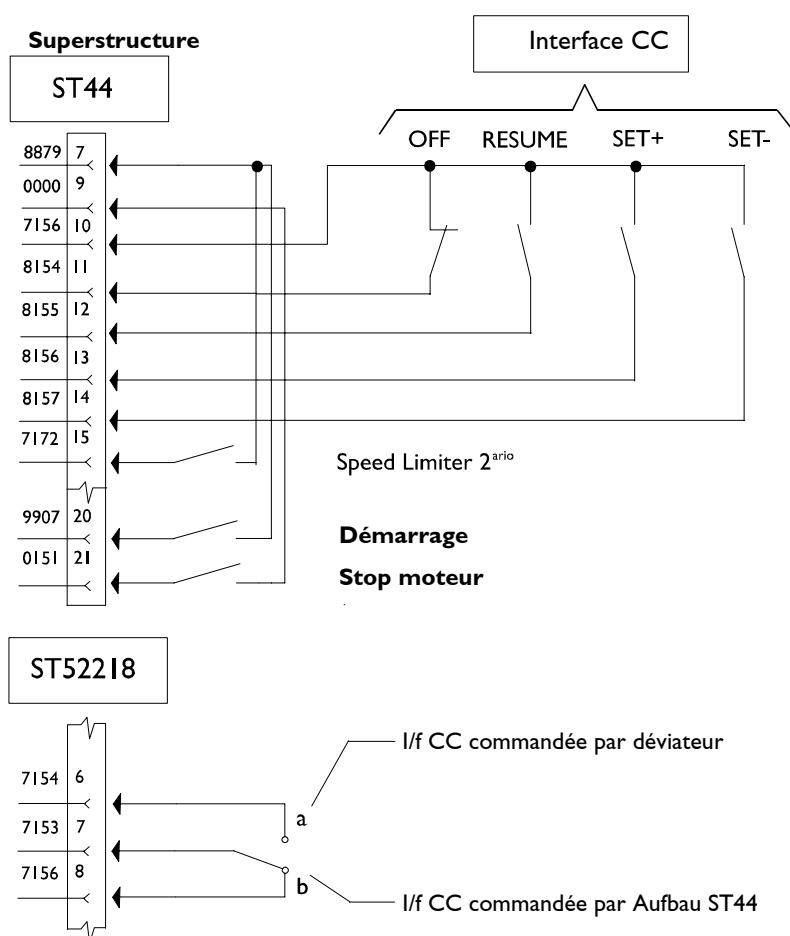 Superstructure
Interface CC
ST44
OFF RESUME SET+ SET-
8879 7
0000 9
7156 10
8154 11
8155 12
8156 13
8157 14
7172 15
Speed Limiter 2ario
9907 20
Démarrage
0151 21
Stop moteur
ST52218
I/f CC commandée par déviateur
7154 6
a
7153 7
7156 8
b
I/f CC commandée par Aufbau ST44